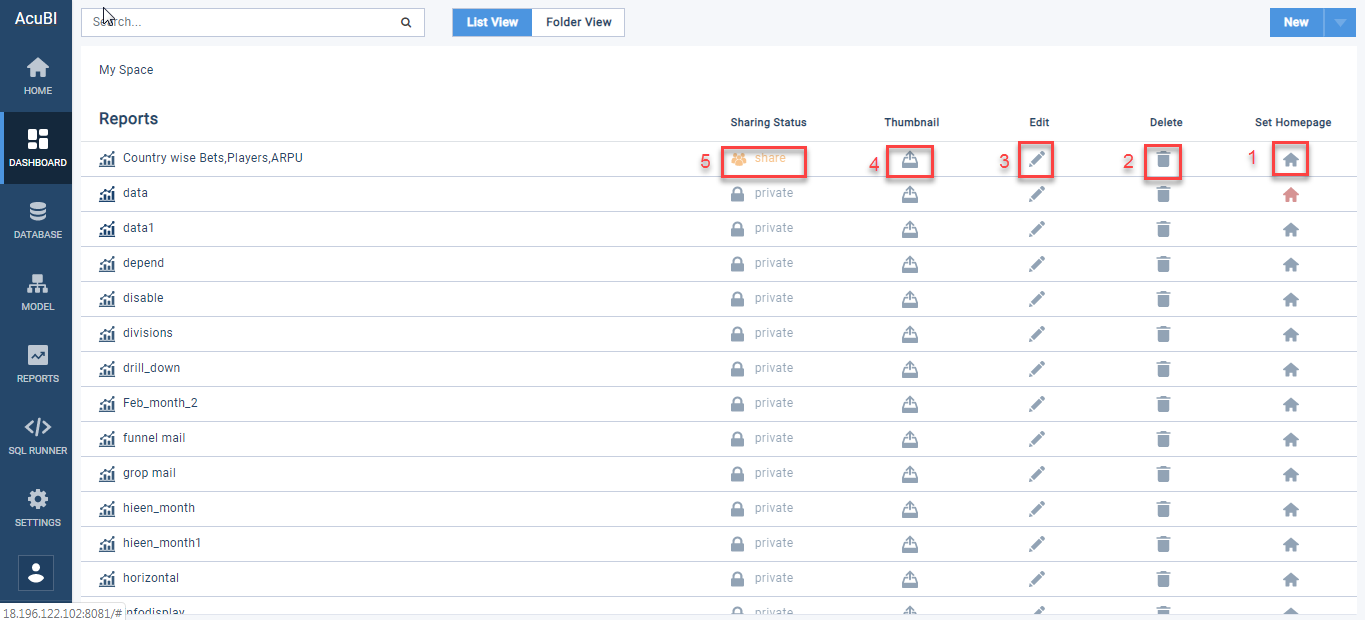 AcuBI
Search...
List View Folder View
New
HOME
DASHBOARD
DATABASE
MODEL
REPORTS
SQL RUNNER
SETTINGS
My Space
Reports Sharing Status Thumbnail Edit Delete Set Homepage
Country wise Bets,Players,ARPU 5 share 4 3 2 1
data private
data1 private
depend private
disable private
divisions private
drill_down private
Feb_month_2 private
funnel mail private
grop mail private
hieen_month private
hieen_month1 private
horizontal private
nfodisplay private
18.196.122.102:8081/#